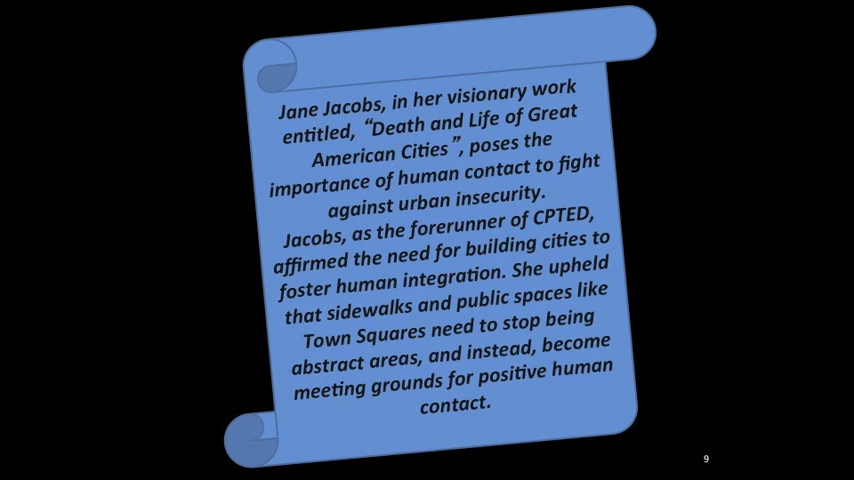 Jane Jacobs, in her visionary work
entitled, “Death and Life of Great
American Cities”, poses the
importance of human contact to fight
against urban insecurity.
Jacobs, as the forerunner of CPTED,
affirmed the need for building cities to
foster human integration. She upheld
that sidewalks and public spaces like
Town Squares need to stop being
abstract areas, and instead, become
meeting grounds for positive human
contact.
9